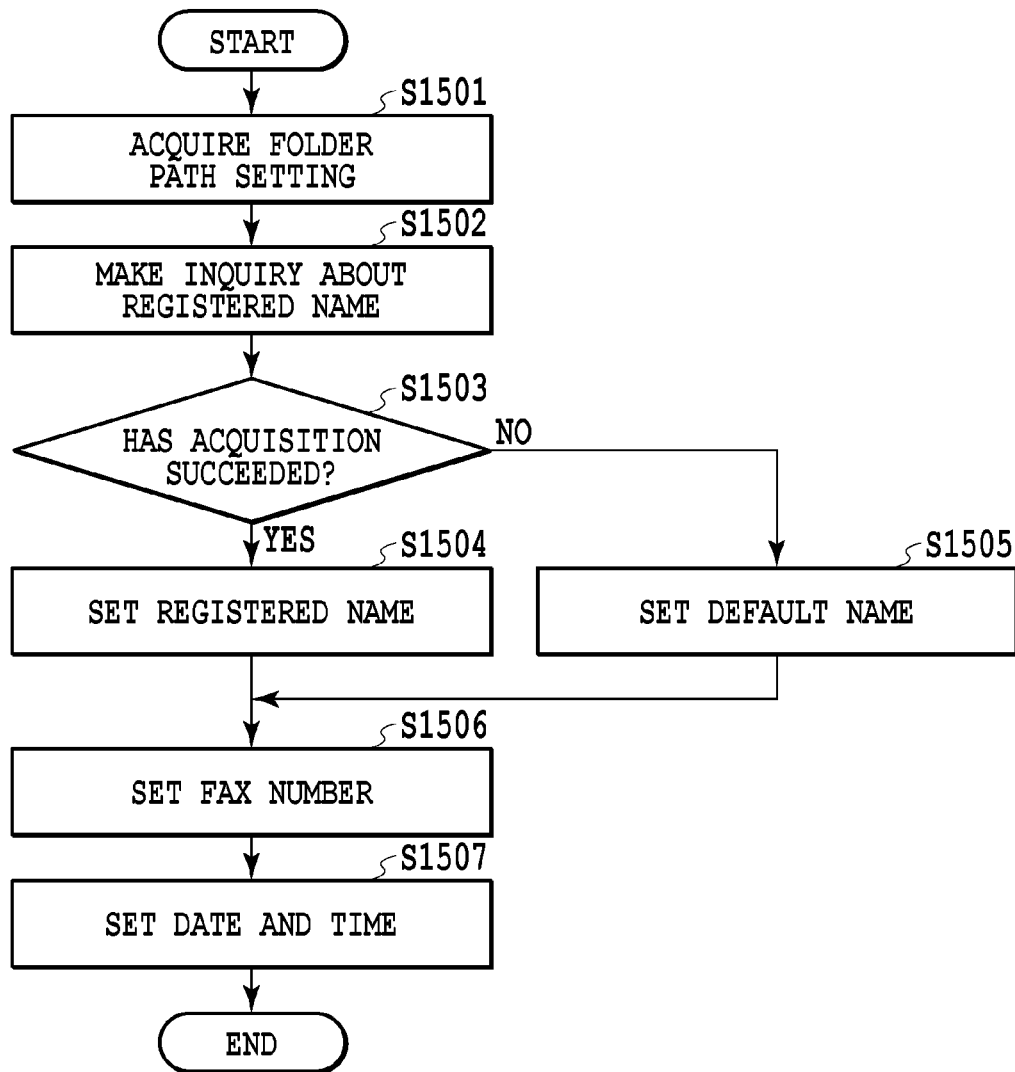 START
S1501
ACQUIRE FOLDER
PATH SETTING
S1502
MAKE INQUIRY ABOUT
REGISTERED NAME
S1503
HAS ACQUISITION
SUCCEEDED?
NO
YES
S1504
SET REGISTERED NAME
S1505
SET DEFAULT NAME
S1506
SET FAX NUMBER
S1507
SET DATE AND TIME
END